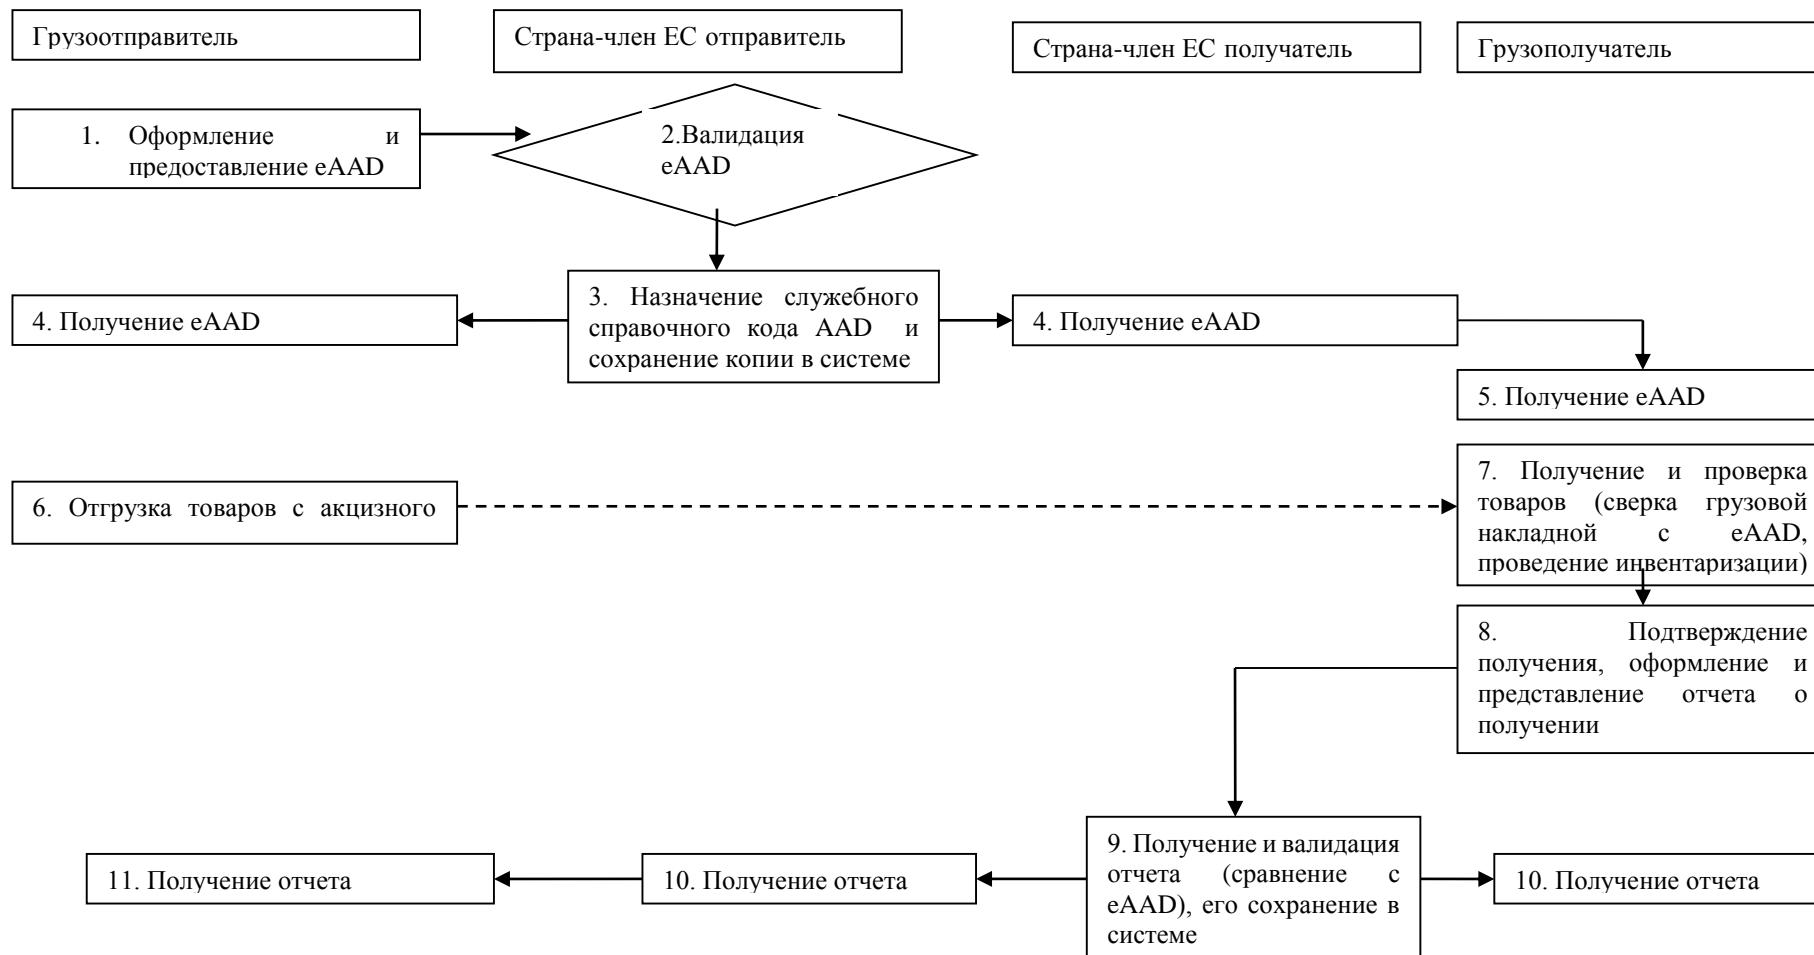 Грузоотправитель
Страна-член ЕС отправитель
Страна-член ЕС получатель
Грузополучатель
1. Оформление и
предоставление eAAD
2.Валидация
eAAD
3. Назначение служебного
справочного кода AAD и
сохранение копии в системе
4. Получение eAAD
4. Получение eAAD
5. Получение eAAD
6. Отгрузка товаров с акцизного
7. Получение и проверка
товаров (сверка грузовой
накладной с eAAD,
проведение инвентаризации)
8. Подтверждение
получения, оформление и
представление отчета о
получении
9. Получение и валидация
отчета (сравнение с
eAAD), его сохранение в
системе
10. Получение отчета
10. Получение отчета
11. Получение отчета